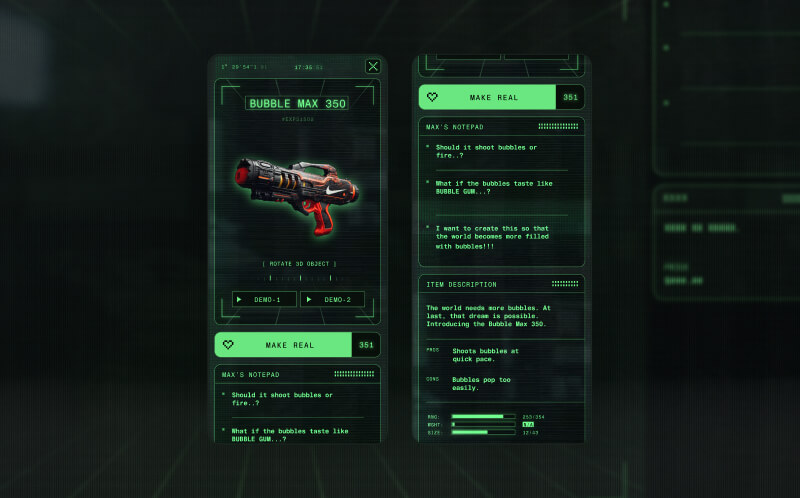 17:36:
BUBBLE MAX 350
[ ROTATE 3D OBJECT ]
DEMO-1
DEMO-2
MAKE REAL
351
MAX'S NOTEPAD
* Should it shoot bubbles or
fire..?
* What if the bubbles taste like
BUBBLE GUM...?
MAKE REAL
351
MAX'S NOTEPAD
* Should it shoot bubbles or
fire..?
* What if the bubbles taste like
BUBBLE GUM...?
* I want to create this so that
the world becomes more filled
with bubbles!!!
ITEM DESCRIPTION
The world needs more bubbles. At
last, that dream is possible.
Introducing the Bubble Max 350.
PROS
Shoots bubbles at
quick pace.
CONS
Bubbles pop too
easily.
RNG:
WGHT:
N/A
SIZE:
12:43